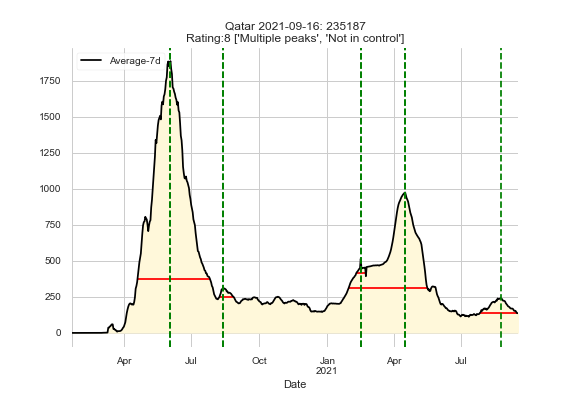 Qatar 2021-09-16: 235187
Rating:8 ['Multiple peaks', 'Not in control']
Average-7d
1750
1500
1250
1000
750
500
250
0
Apr Jul Oct Jan Apr Jul
2021
Date